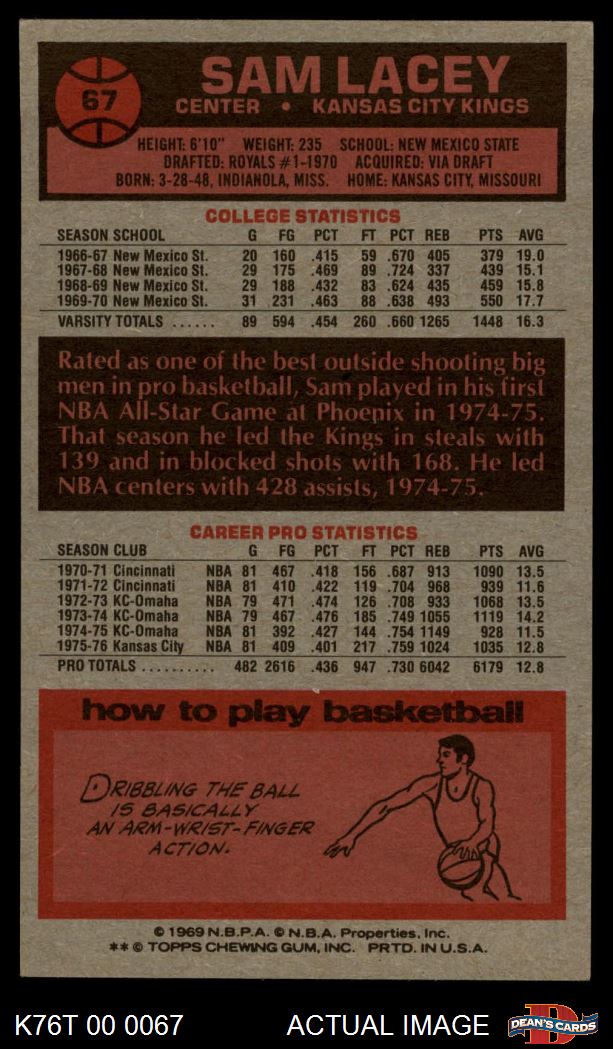 67
SAM LACEY
CENTER • KANSAS CITY KINGS
HEIGHT: 6'10" WEIGHT: 235 SCHOOL: NEW MEXICO STATE
DRAFTED: ROYALS #1-1970 ACQUIRED: VIA DRAFT
BORN: 3-28-48, INDIANOLA, MISS. HOME: KANSAS CITY, MISSOURI
COLLEGE STATISTICS
SEASON SCHOOL G FG PCT FT PCT REB PTS AVG
1966-67 New Mexico St. 20 160 .415 59 .670 405 379 19.0
1967-68 New Mexico St. 29 175 .469 89 .724 337 439 15.1
1968-69 New Mexico St. 29 188 .432 83 .624 435 459 15.8
1969-70 New Mexico St. 31 231 .463 88 .638 493 550 17.7
VARSITY TOTALS ...... 89 594 .454 260 .660 1265 1448 16.3
Rated as one of the best outside shooting big
men in pro basketball, Sam played in his first
NBA All-Star Game at Phoenix in 1974-75.
That season he led the Kings in steals with
139 and in blocked shots with 168. He led
NBA centers with 428 assists, 1974-75.
CAREER PRO STATISTICS
SEASON CLUB G FG PCT FT PCT REB PTS AVG
1970-71 Cincinnati NBA 81 467 .418 156 .687 913 1090 13.5
1971-72 Cincinnati NBA 81 410 .422 119 .704 968 939 11.6
1972-73 KC-Omaha NBA 79 471 .474 126 .708 933 1068 13.5
1973-74 KC-Omaha NBA 79 467 .476 185 .749 1055 1119 14.2
1974-75 KC-Omaha NBA 81 392 .427 144 .754 1149 928 11.5
1975-76 Kansas City NBA 81 409 .401 217 .759 1024 1035 12.8
PRO TOTALS .......... 482 2616 .436 947 .730 6042 6179 12.8
how to play basketball
DRIBBLING THE BALL
IS BASICALLY
AN ARM-WRIST-FINGER
ACTION.
© 1969 N.B.P.A. © N.B.A. Properties, Inc.
** © TOPPS CHEWING GUM, INC. PRTD. IN U.S.A.
K76T 00 0067 ACTUAL IMAGE
D
DEAN'S CARDS